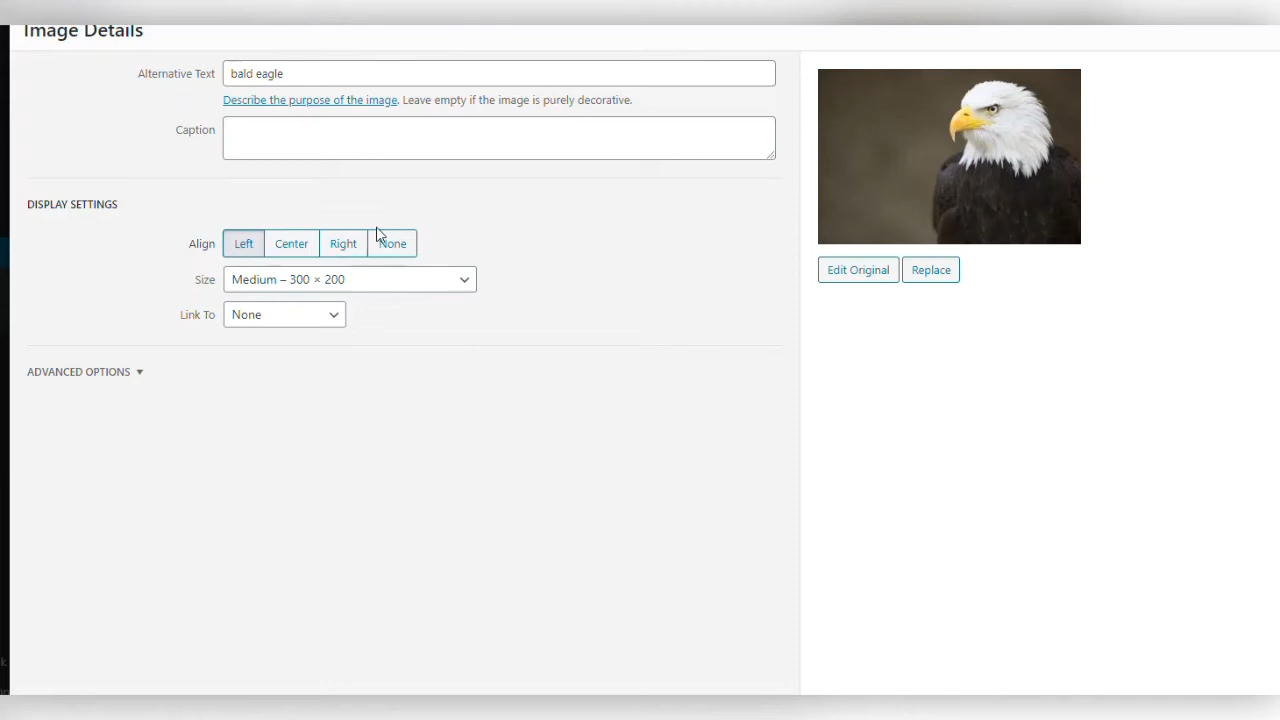 Image Details
Alternative Text bald eagle
Describe the purpose of the image. Leave empty if the image is purely decorative.
Caption
DISPLAY SETTINGS
Align Left Center Right None
Size Medium – 300 × 200
Link To None
ADVANCED OPTIONS
Edit Original Replace